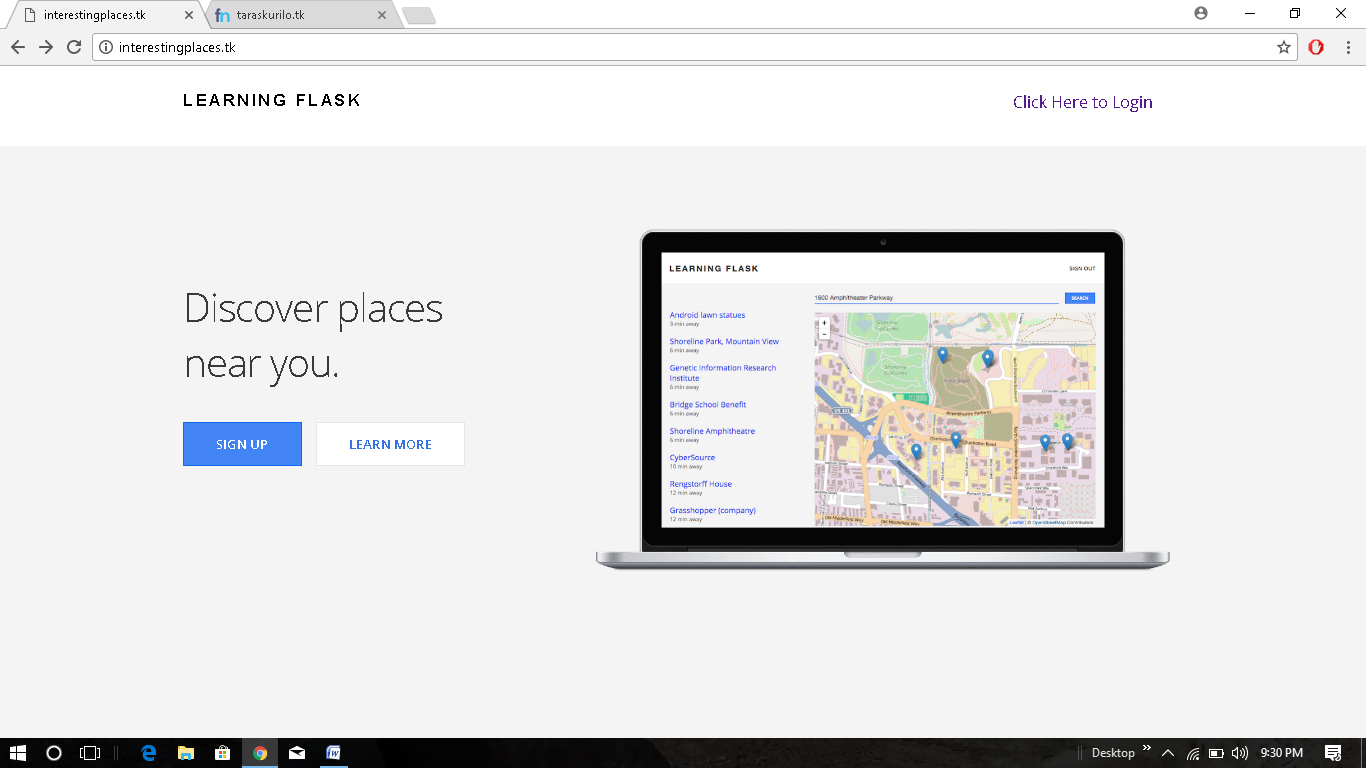 interestingplaces.tk
taraskurilo.tk
interestingplaces.tk
LEARNING FLASK
Click Here to Login
Discover places
near you.
SIGN UP
LEARN MORE
LEARNING FLASK
SIGN OUT
1600 Amphitheater Parkway
SEARCH
Android lawn statues
3 min away
Shoreline Park, Mountain View
6 min away
Genetic Information Research
Institute
6 min away
Bridge School Benefit
6 min away
Shoreline Amphitheatre
6 min away
CyberSource
10 min away
Rengstorff House
12 min away
Grasshopper (company)
12 min away
+
−
Amphitheatre Parkway
Charleston Road
Leaflet | © OpenStreetMap Contributors
Desktop
9:30 PM